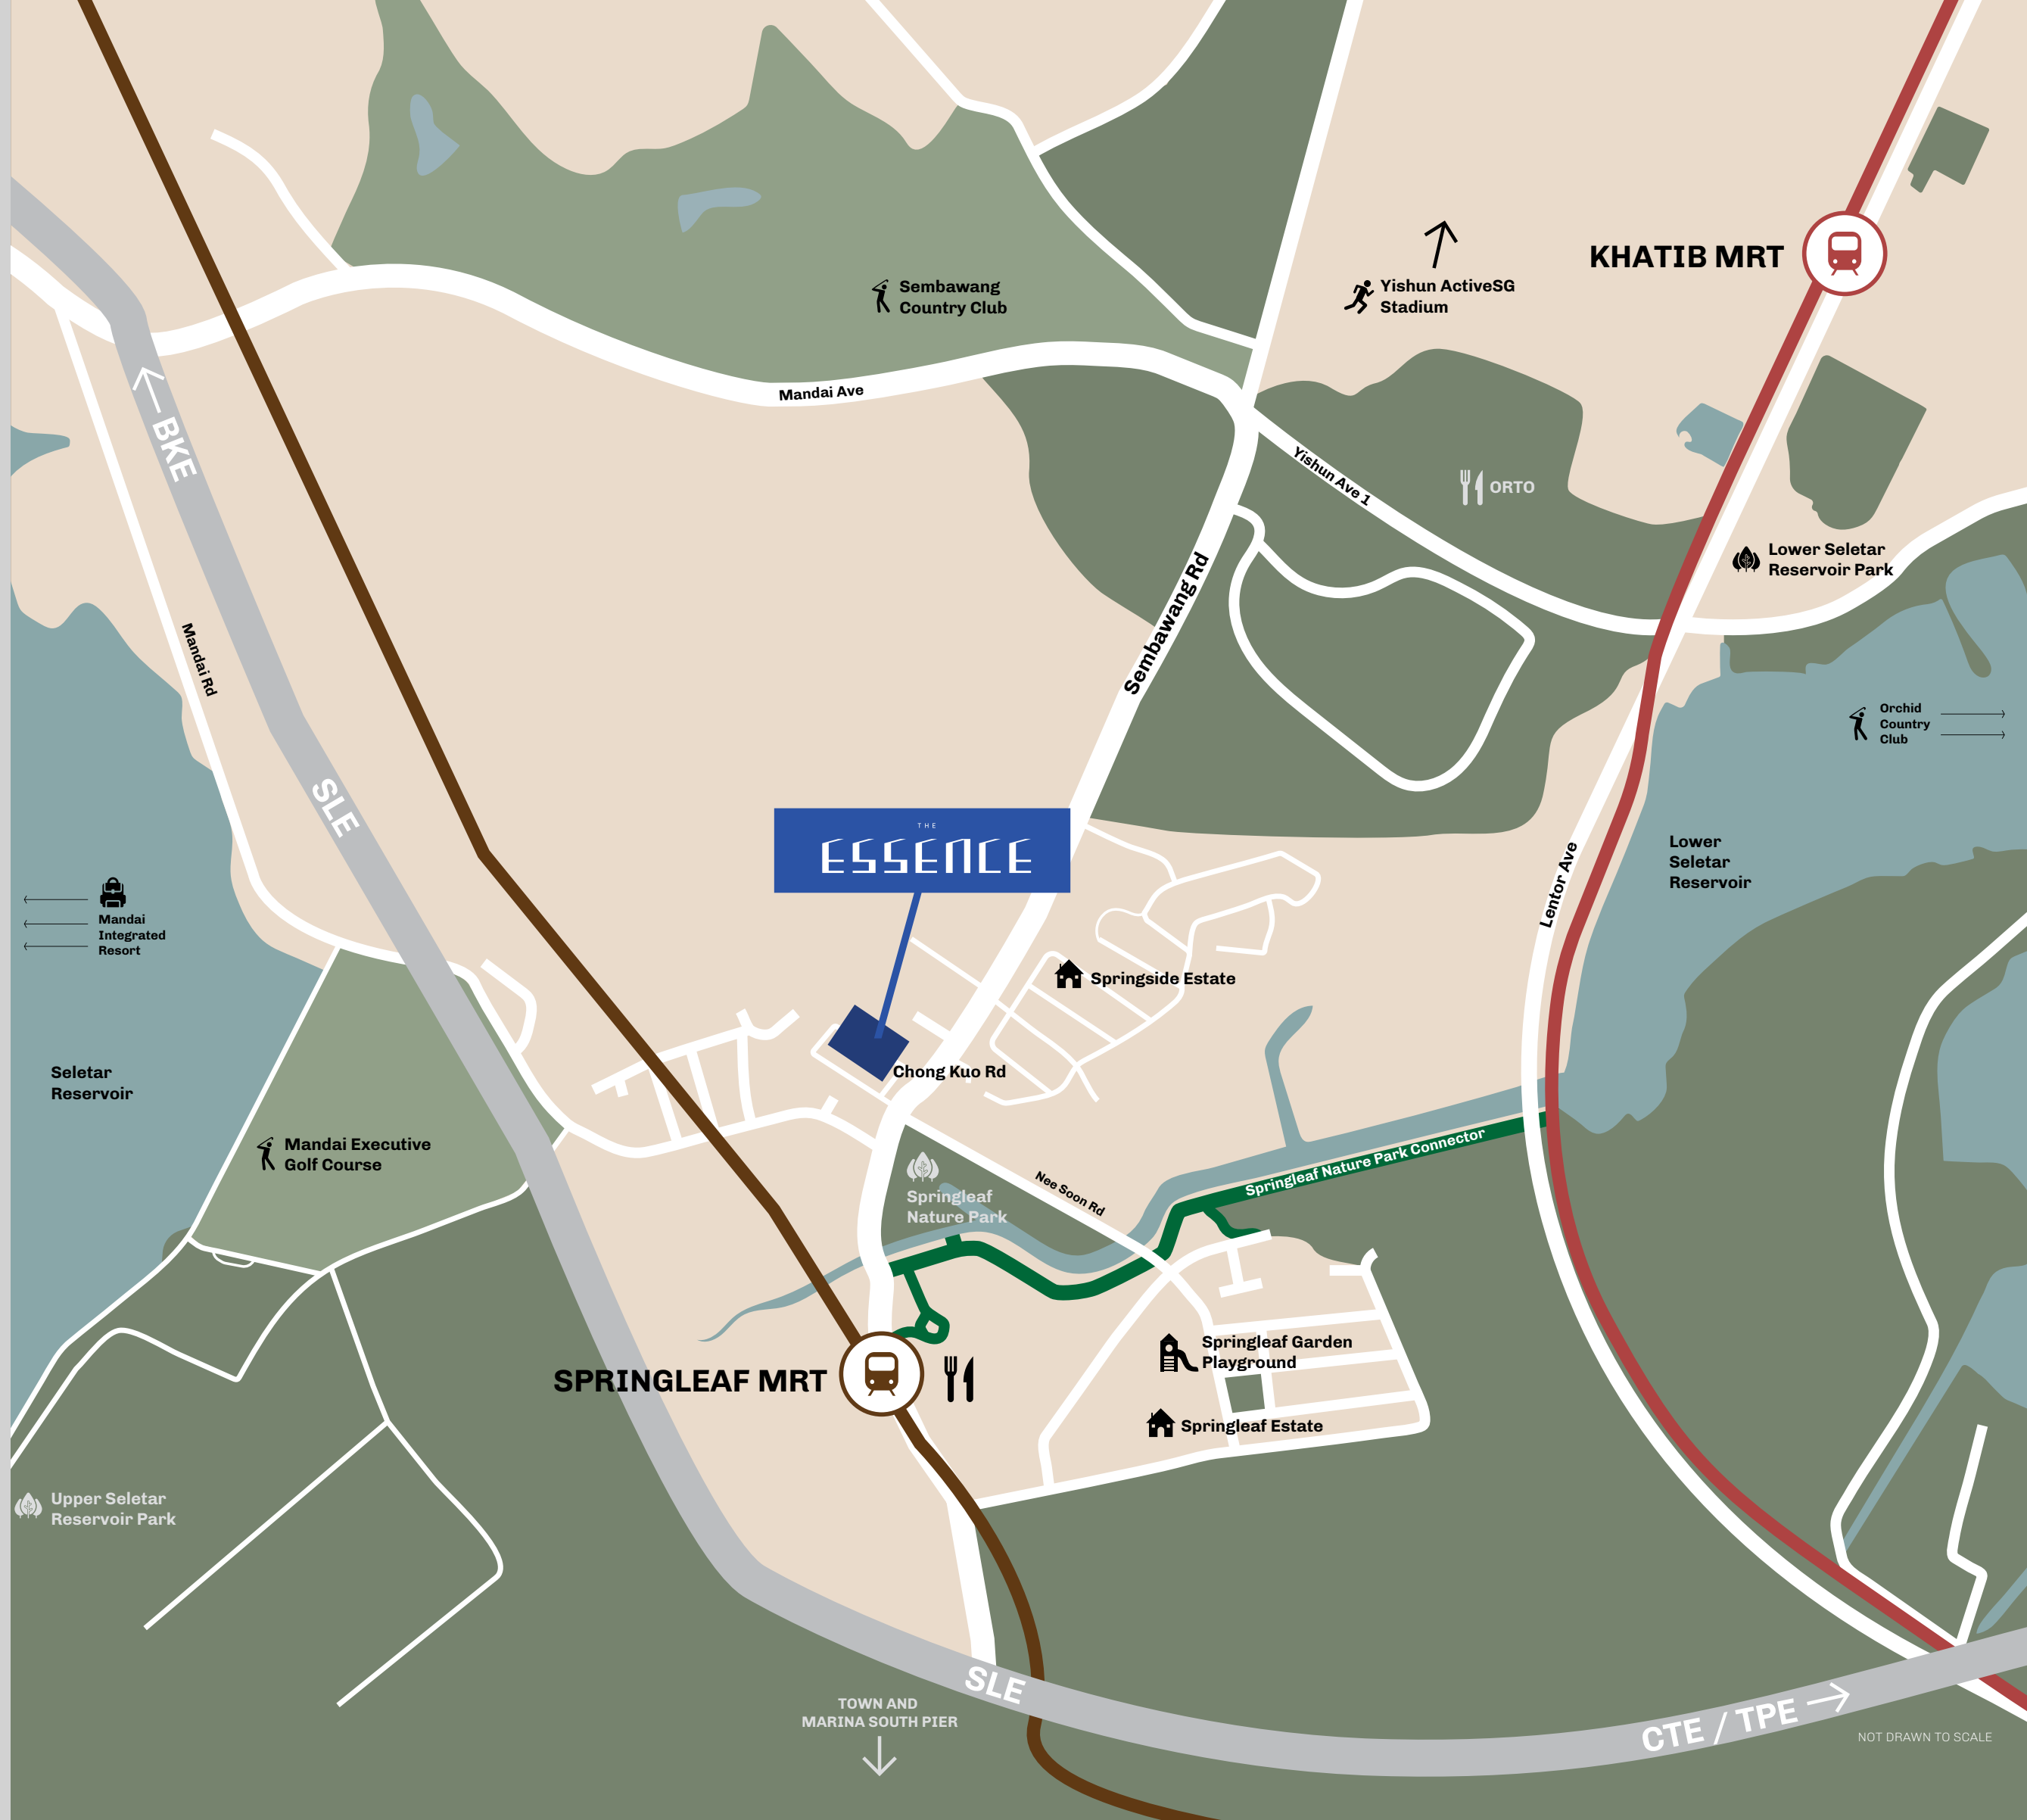 KHATIB MRT
Sembawang
Country Club
Yishun ActiveSG
Stadium
Mandai Ave
BKE
Yishun Ave 1
ORTO
Lower Seletar
Reservoir Park
Sembawang Rd
Mandai Rd
Orchid
Country
Club
SLE
THE
ESSENCE
Lentor Ave
Lower
Seletar
Reservoir
Mandai
Integrated
Resort
Springside Estate
Chong Kuo Rd
Seletar
Reservoir
Mandai Executive
Golf Course
Springleaf Nature Park Connector
Springleaf
Nature Park
Nee Soon Rd
Springleaf Garden
Playground
SPRINGLEAF MRT
Springleaf Estate
Upper Seletar
Reservoir Park
SLE
TOWN AND
MARINA SOUTH PIER
CTE / TPE
NOT DRAWN TO SCALE